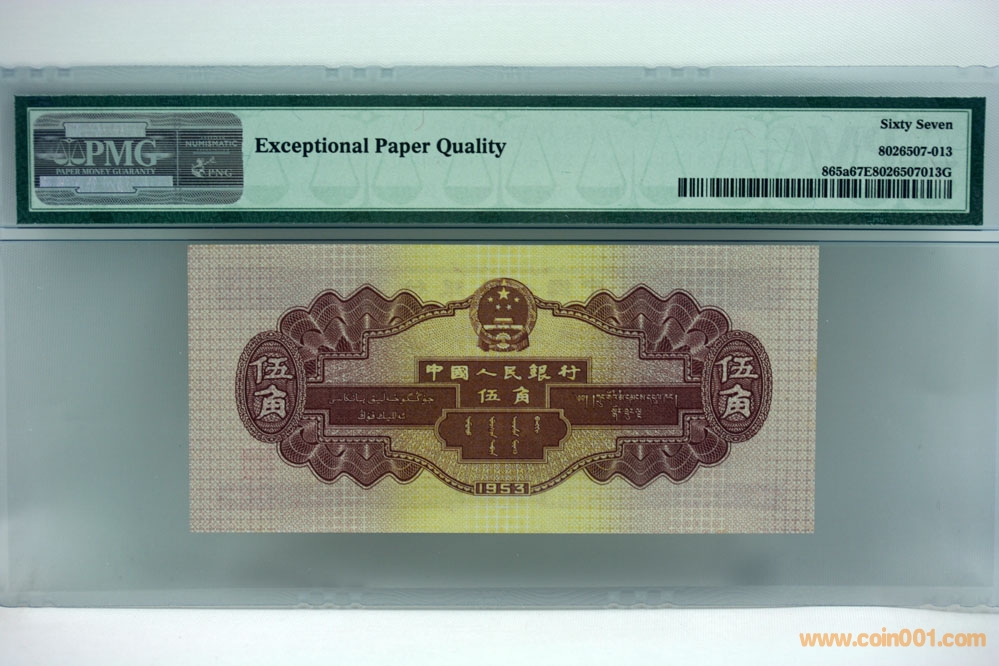 PMG
PAPER MONEY GUARANTY
NUMISMATIC
PNG
Exceptional Paper Quality
Sixty Seven
8026507-013
865a67E8026507013G
中國人民銀行
伍角
伍角
伍角
1953
www.coin001.com